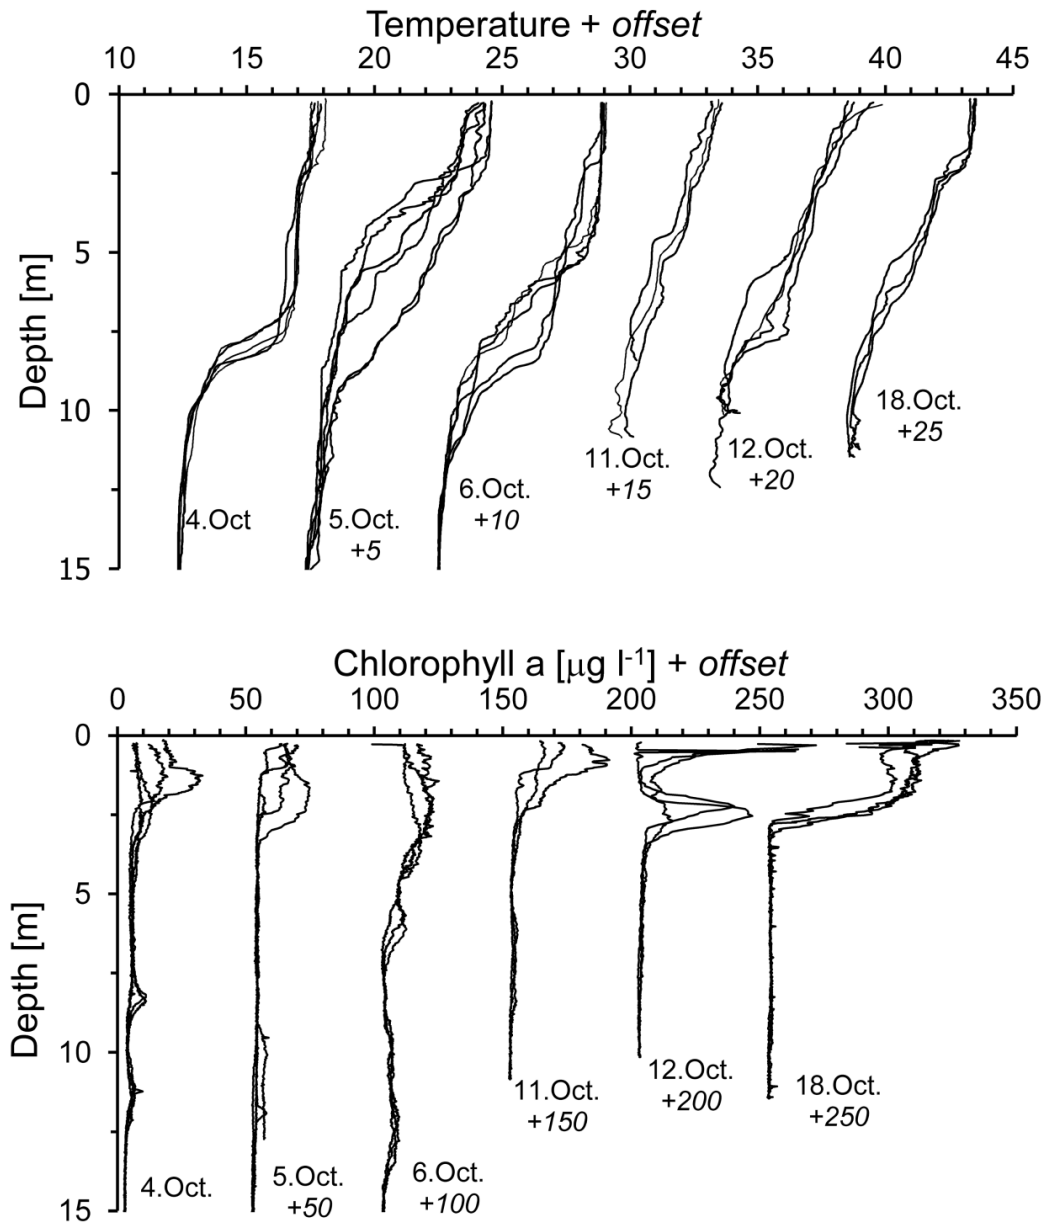 Temperature + offset
10 15 20 25 30 35 40 45
0
5
10
15
Depth [m]
4.Oct
5.Oct.
+5
6.Oct.
+10
11.Oct.
+15
12.Oct.
+20
18.Oct.
+25
Chlorophyll a [µg l-1] + offset
0 50 100 150 200 250 300 350
0
5
10
15
Depth [m]
4.Oct.
5.Oct.
+50
6.Oct.
+100
11.Oct.
+150
12.Oct.
+200
18.Oct.
+250